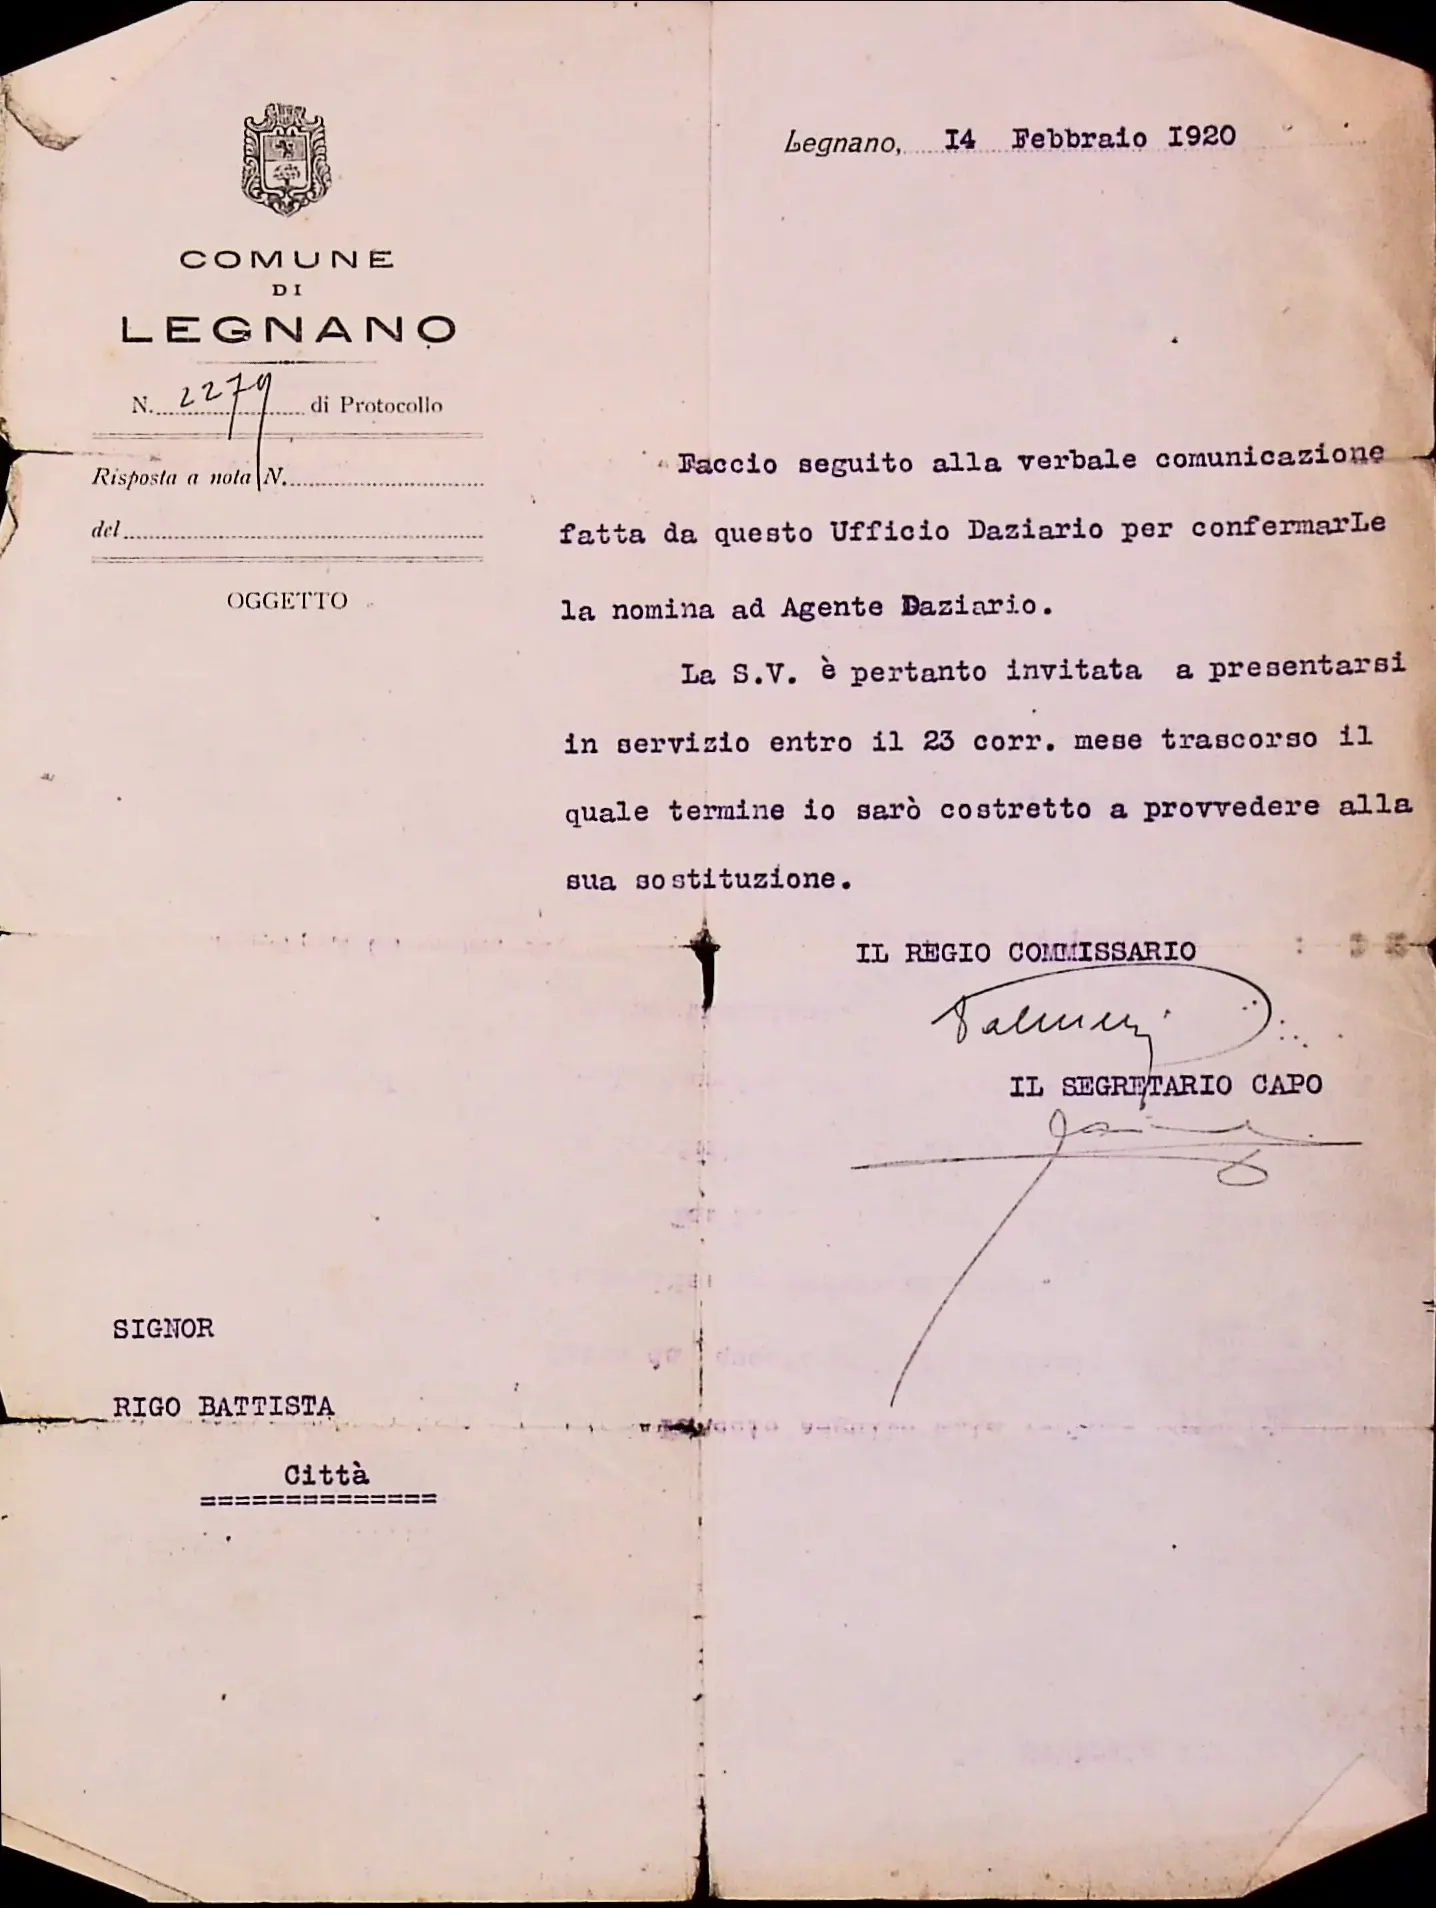 COMUNE
DI
LEGNANO
N. 2279 di Protocollo
Risposta a nota N.
del
OGGETTO
Legnano, 14 Febbraio 1920
Faccio seguito alla verbale comunicazione
fatta da questo Ufficio Daziario per confermarLe
la nomina ad Agente Daziario.
La S.V. è pertanto invitata a presentarsi
in servizio entro il 23 corr. mese trascorso il
quale termine io sarò costretto a provvedere alla
sua sostituzione.
IL REGIO COMMISSARIO
IL SEGRETARIO CAPO
SIGNOR
RIGO BATTISTA
Città
==============